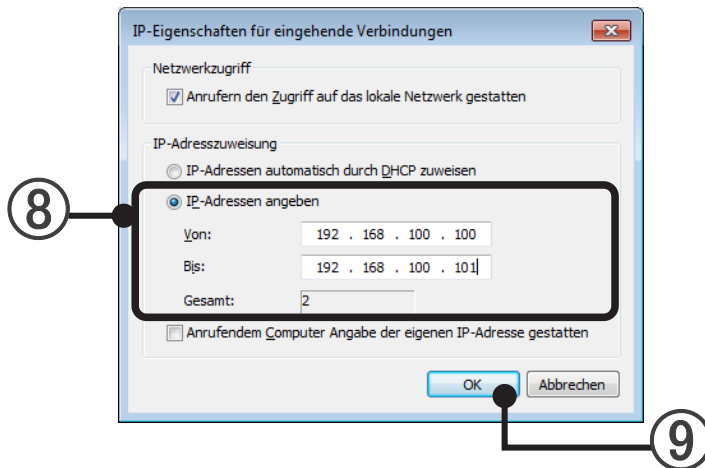 IP-Eigenschaften für eingehende Verbindungen
Netzwerkzugriff
Anrufern den Zugriff auf das lokale Netzwerk gestatten
IP-Adresszuweisung
IP-Adressen automatisch durch DHCP zuweisen
8
IP-Adressen angeben
Von: 192 . 168 . 100 . 100
Bis: 192 . 168 . 100 . 101
Gesamt: 2
Anrufendem Computer Angabe der eigenen IP-Adresse gestatten
OK Abbrechen
9